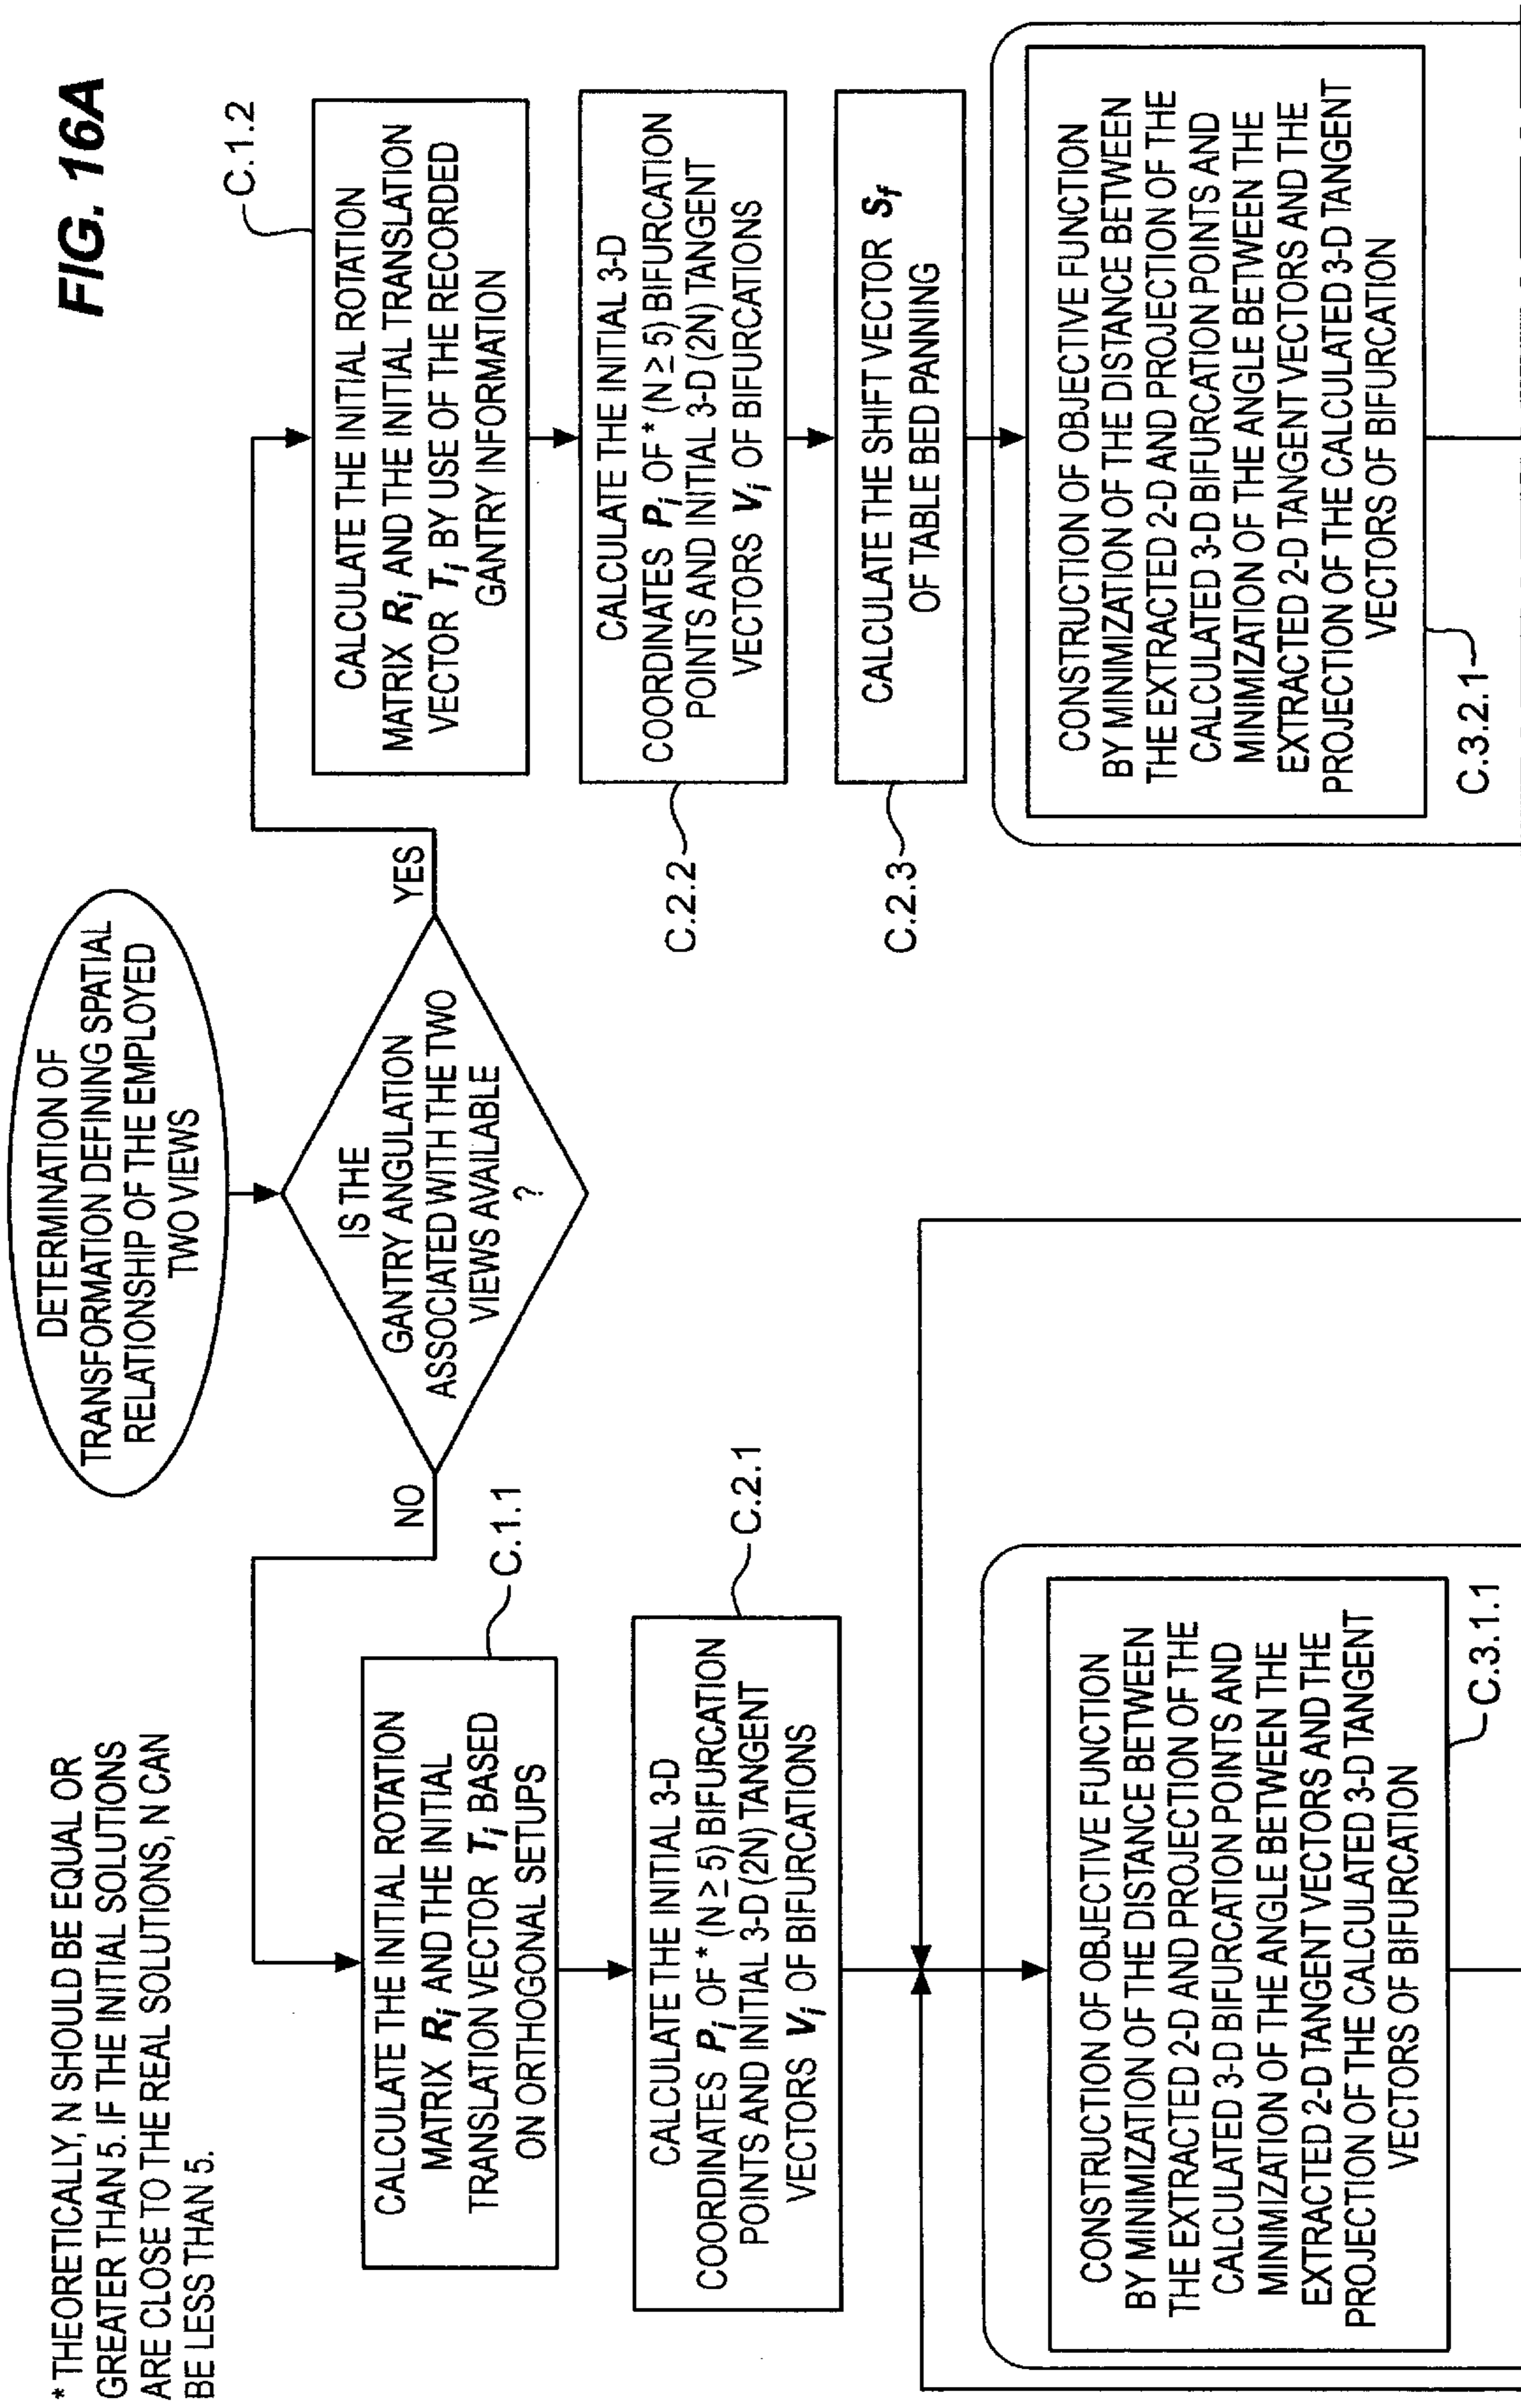 FIG. 16A
* THEORETICALLY, N SHOULD BE EQUAL OR
GREATER THAN 5. IF THE INITIAL SOLUTIONS
ARE CLOSE TO THE REAL SOLUTIONS, N CAN
BE LESS THAN 5.
DETERMINATION OF
TRANSFORMATION DEFINING SPATIAL
RELATIONSHIP OF THE EMPLOYED
TWO VIEWS
IS THE
GANTRY ANGULATION
ASSOCIATED WITH THE TWO
VIEWS AVAILABLE
?
NO
YES
CALCULATE THE INITIAL ROTATION
MATRIX Ri AND THE INITIAL
TRANSLATION VECTOR Ti BASED
ON ORTHOGONAL SETUPS
C.1.1
CALCULATE THE INITIAL 3-D
COORDINATES Pi OF * (N ≥ 5) BIFURCATION
POINTS AND INITIAL 3-D (2N) TANGENT
VECTORS Vi OF BIFURCATIONS
C.2.1
CONSTRUCTION OF OBJECTIVE FUNCTION
BY MINIMIZATION OF THE DISTANCE BETWEEN
THE EXTRACTED 2-D AND PROJECTION OF THE
CALCULATED 3-D BIFURCATION POINTS AND
MINIMIZATION OF THE ANGLE BETWEEN THE
EXTRACTED 2-D TANGENT VECTORS AND THE
PROJECTION OF THE CALCULATED 3-D TANGENT
VECTORS OF BIFURCATION
C.3.1.1
CALCULATE THE INITIAL ROTATION
MATRIX Ri AND THE INITIAL TRANSLATION
VECTOR Ti BY USE OF THE RECORDED
GANTRY INFORMATION
C.1.2
CALCULATE THE INITIAL 3-D
COORDINATES Pi OF * (N ≥ 5) BIFURCATION
POINTS AND INITIAL 3-D (2N) TANGENT
VECTORS Vi OF BIFURCATIONS
C.2.2
CALCULATE THE SHIFT VECTOR Sf
OF TABLE BED PANNING
C.2.3
CONSTRUCTION OF OBJECTIVE FUNCTION
BY MINIMIZATION OF THE DISTANCE BETWEEN
THE EXTRACTED 2-D AND PROJECTION OF THE
CALCULATED 3-D BIFURCATION POINTS AND
MINIMIZATION OF THE ANGLE BETWEEN THE
EXTRACTED 2-D TANGENT VECTORS AND THE
PROJECTION OF THE CALCULATED 3-D TANGENT
VECTORS OF BIFURCATION
C.3.2.1